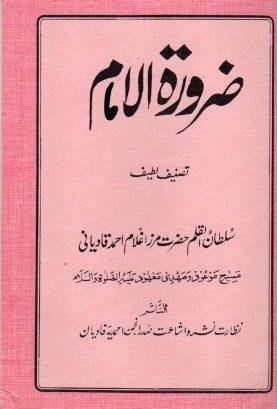 ضرورة الامام
تصنیف لطیف
سلطان القلم حضرت مرزا غلام احمد قادیانی
مسیح موعود و مہدی معہود علیہ الصلوٰة والسلام
الناشر
نظارت نشر و اشاعت صدر انجمن احمدیہ قادیان